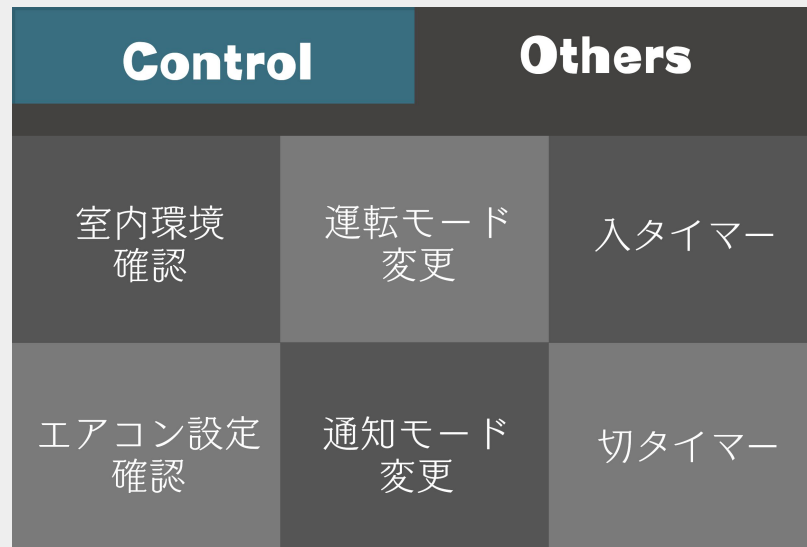 Control
Others
室内環境
確認
運転モード
変更
入タイマー
エアコン設定
確認
通知モード
変更
切タイマー